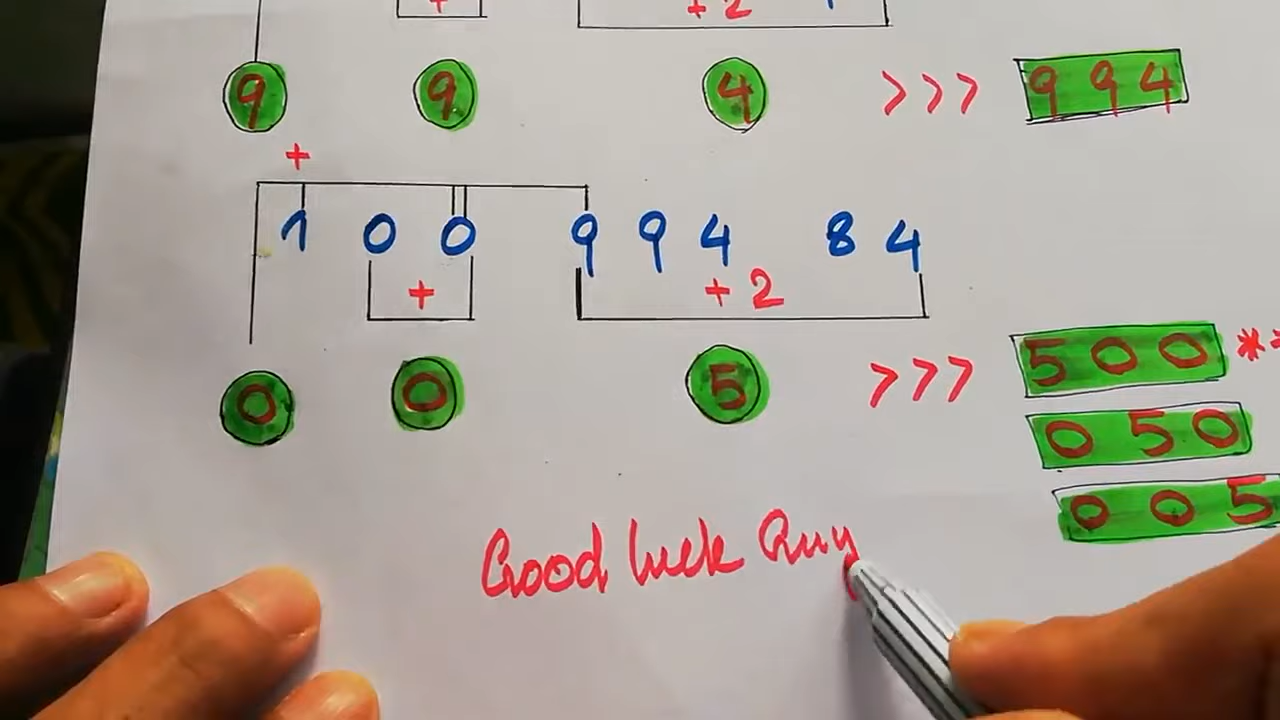 + + 2
9 9 4 >>> 9 9 4
+
1 0 0 9 9 4 8 4
+ + 2
0 0 5 >>> 5 0 0 *
0 5 0
0 0 5
Good luck Guy